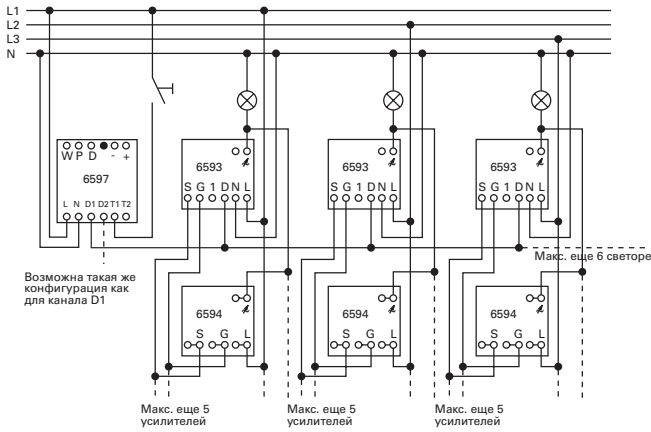 L1
L2
L3
N
W P D - +
6597
L N D1 D2 T1 T2
6593
S G 1 D N L
6593
S G 1 D N L
6593
S G 1 D N L
Макс. еще 6 светоре
Возможна такая же
конфигурация как
для канала D1
6594
S G L
6594
S G L
6594
S G L
Макс. еще 5
усилителей
Макс. еще 5
усилителей
Макс. еще 5
усилителей